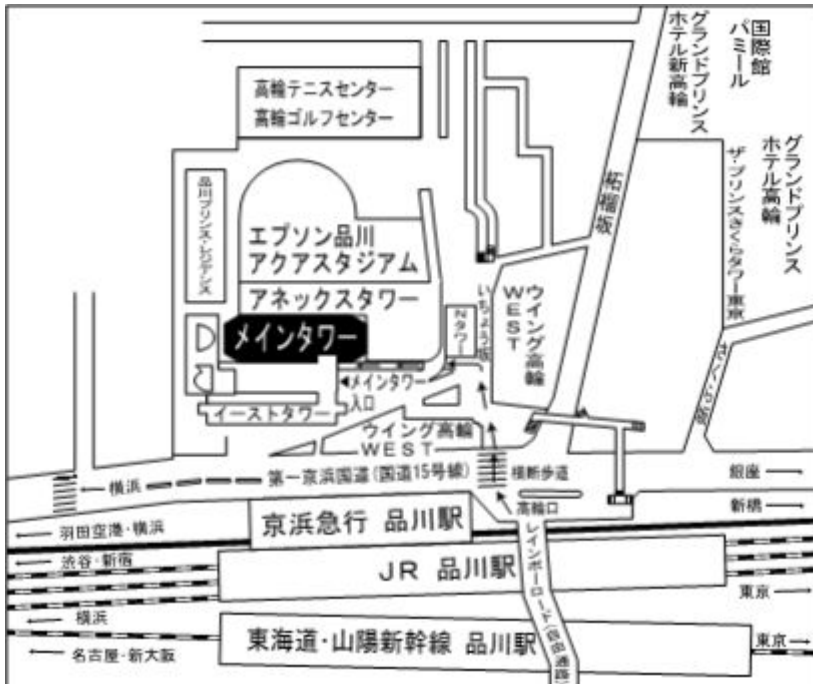 国際館
パミール
グランドプリンス
ホテル新高輪
高輪テニスセンター
高輪ゴルフセンター
グランドプリンス
ホテル高輪
ザ・プリンスさくらタワー東京
柘榴坂
品川プリンス・レジデンス
エプソン品川
アクアスタジアム
アネックスタワー
メインタワー
Nタワー
いちょう坂
ウイング高輪
WEST
さくら坂
◀メインタワー
入口
イーストタワー
ウイング高輪
WEST
横浜
第一京浜国道(国道15号線)
横断歩道
銀座
高輪口
新橋
羽田空港・横浜
京浜急行 品川駅
渋谷・新宿
JR 品川駅
レインボーロード(自由通路)
東京
横浜
東海道・山陽新幹線 品川駅
東京
名古屋・新大阪